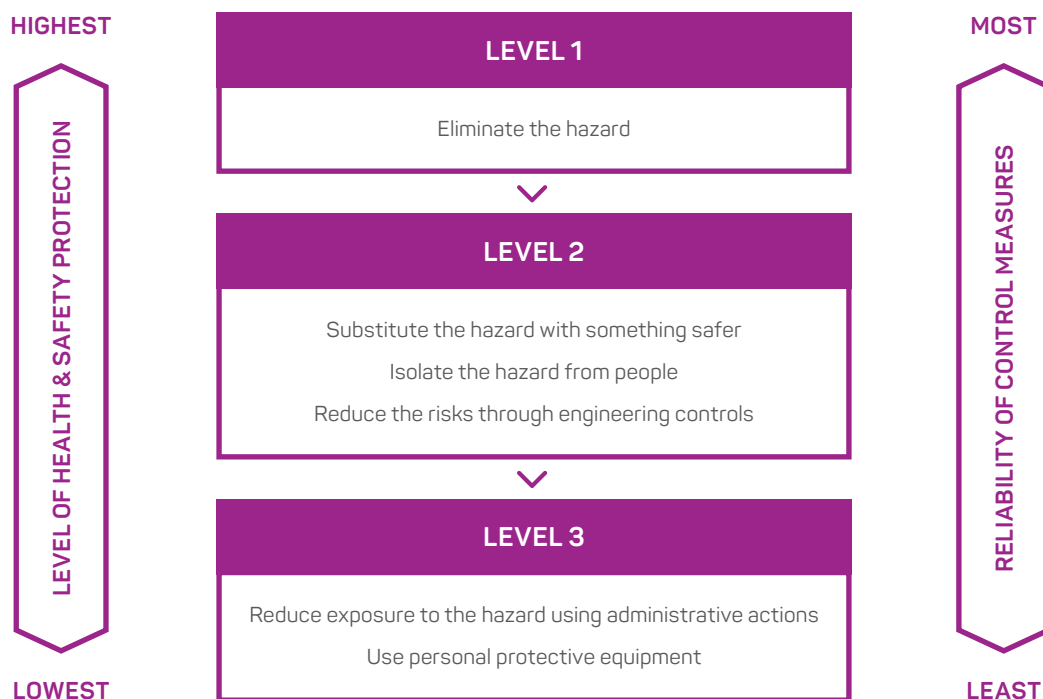 HIGHEST
MOST
LEVEL OF HEALTH & SAFETY PROTECTION
LEVEL 1
Eliminate the hazard
LEVEL 2
Substitute the hazard with something safer
Isolate the hazard from people
Reduce the risks through engineering controls
LEVEL 3
Reduce exposure to the hazard using administrative actions
Use personal protective equipment
RELIABILITY OF CONTROL MEASURES
LOWEST
LEAST